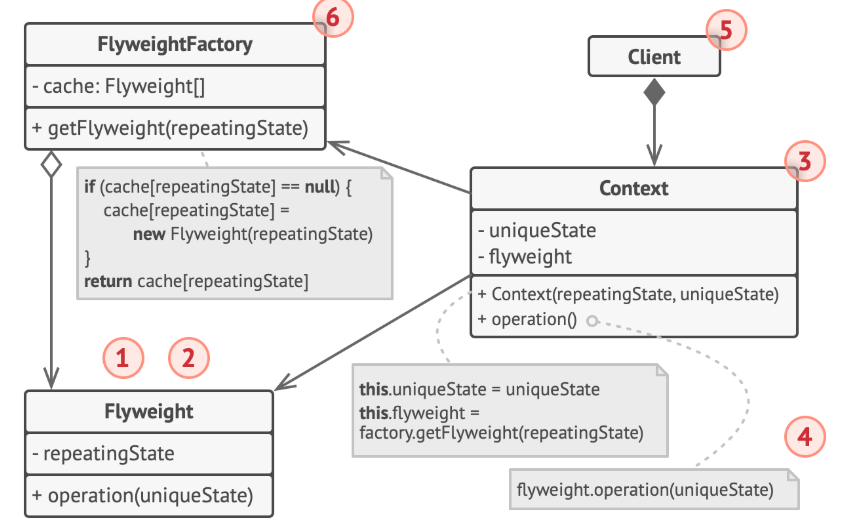 6
FlyweightFactory
- cache: Flyweight[]
+ getFlyweight(repeatingState)
if (cache[repeatingState] == null) {
cache[repeatingState] =
new Flyweight(repeatingState)
}
return cache[repeatingState]
5
Client
3
Context
- uniqueState
- flyweight
+ Context(repeatingState, uniqueState)
+ operation()
this.uniqueState = uniqueState
this.flyweight =
factory.getFlyweight(repeatingState)
4
flyweight.operation(uniqueState)
1 2
Flyweight
- repeatingState
+ operation(uniqueState)